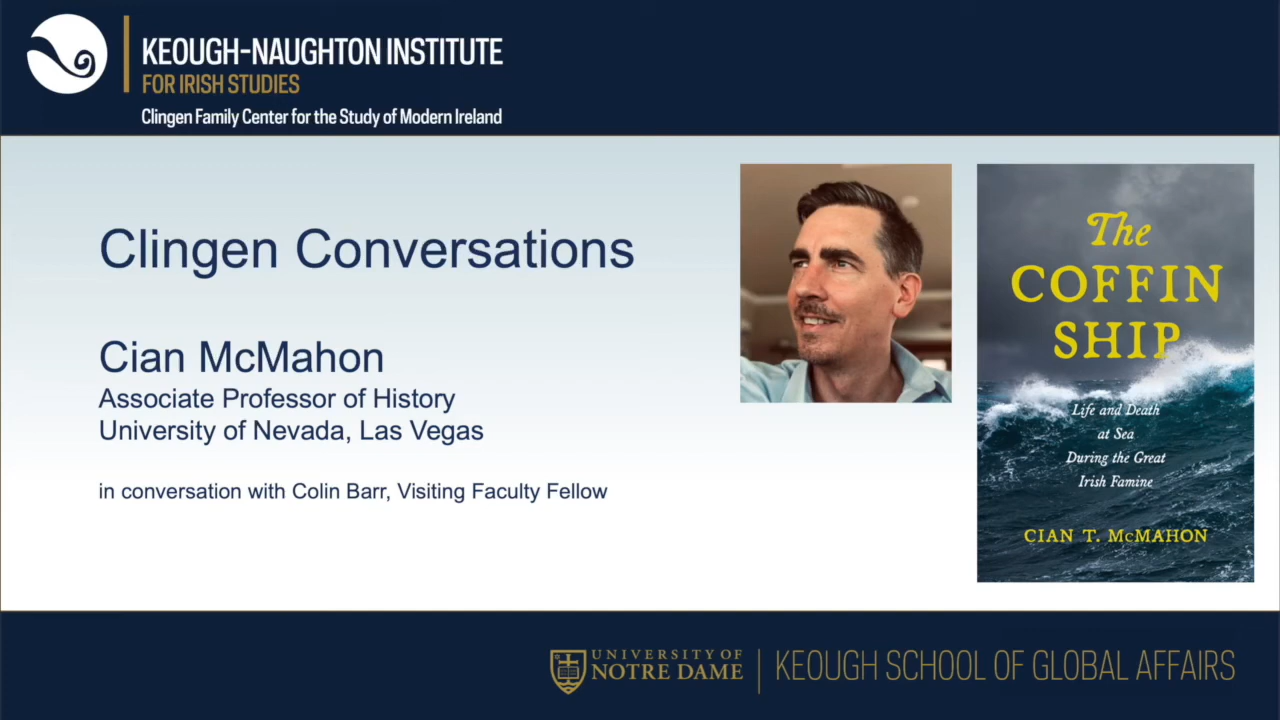 KEOUGH-NAUGHTON INSTITUTE
FOR IRISH STUDIES
Clingen Family Center for the Study of Modern Ireland
Clingen Conversations
Cian McMahon
Associate Professor of History
University of Nevada, Las Vegas
in conversation with Colin Barr, Visiting Faculty Fellow
The
COFFIN
SHIP
Life and Death
at Sea
During the Great
Irish Famine
CIAN T. McMAHON
UNIVERSITY OF
NOTRE DAME
KEOUGH SCHOOL OF GLOBAL AFFAIRS